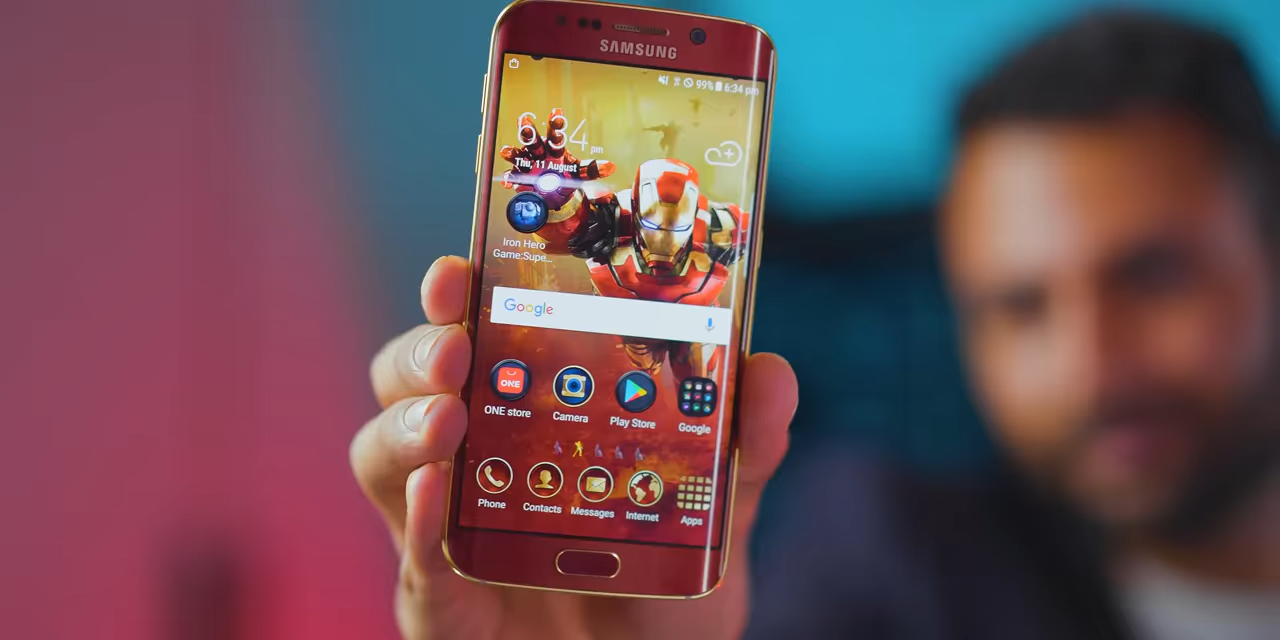 SAMSUNG
99% 6:34 pm
6:34 pm
Thu, 11 August
Iron Hero
Game:Supe...
Google
ONE
ONE store
Camera
Play Store
Google
Phone
Contacts
Messages
Internet
Apps